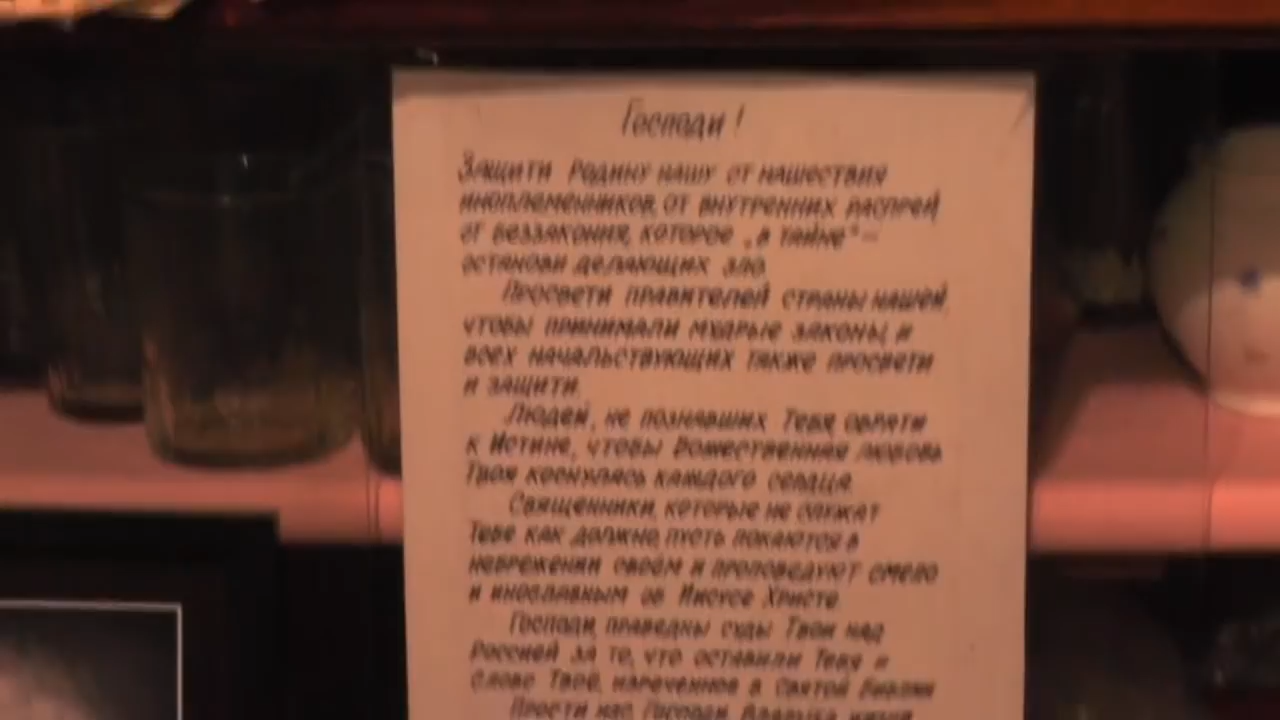 Господи !
Защити Родину нашу от нашествия
иноплеменников, от внутренних распрей,
от беззакония, которое „в тайне" –
останови делающих зло.
Просвети правителей страны нашей,
чтобы принимали мудрые законы, и
всех начальствующих также просвети
и защити.
Людей, не познавших Тебя, обрати
к Истине, чтобы Божественная любовь
Твоя коснулась каждого сердца.
Священники, которые не служат
Тебе как должно, пусть покаются в
небрежении своём и проповедуют смело
и инославным об Иисусе Христе.
Господи, праведны суды Твои над
Россией за то, что оставили Тебя и
слово Твоё, изреченное в Святой Библии
Прости нас, Господи, Владыка